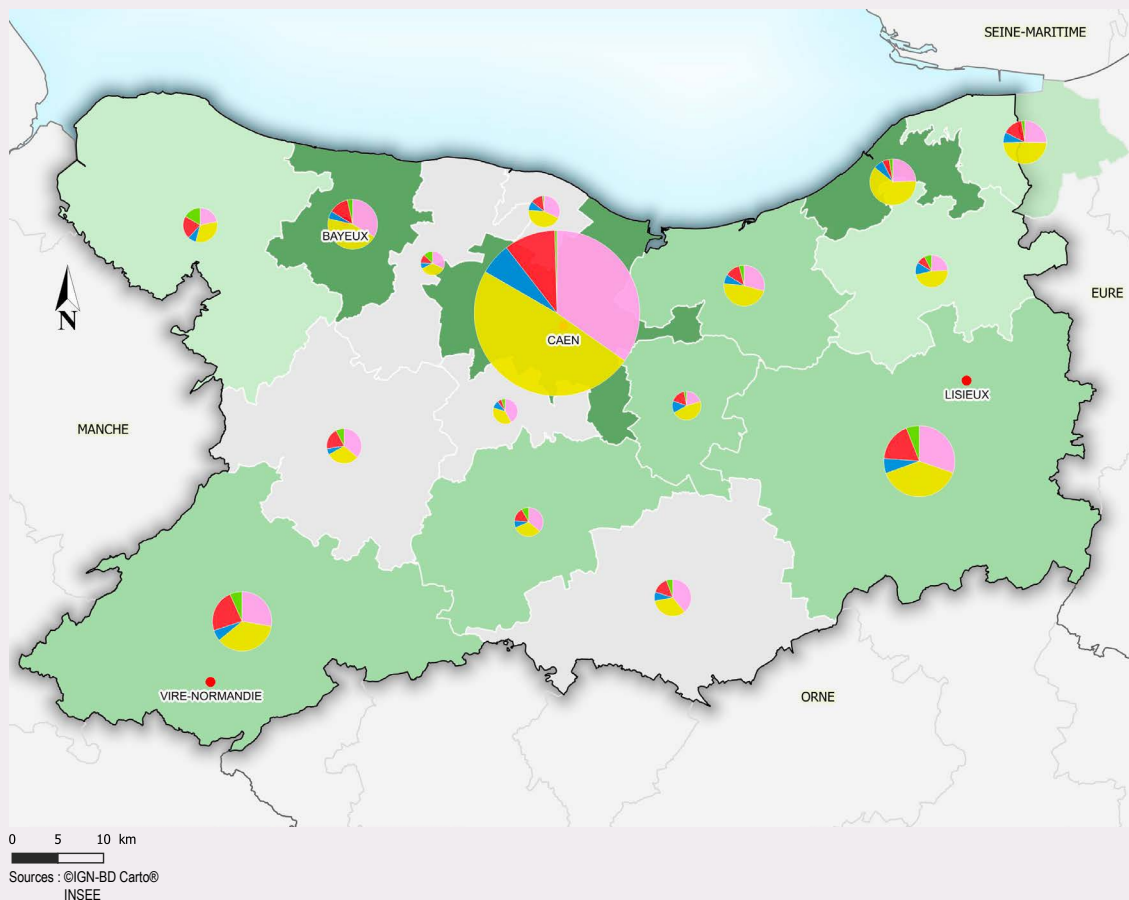 SEINE-MARITIME
BAYEUX
EURE
N
CAEN
LISIEUX
MANCHE
VIRE-NORMANDIE
ORNE
0 5 10 km
Sources : ©IGN-BD Carto®
INSEE